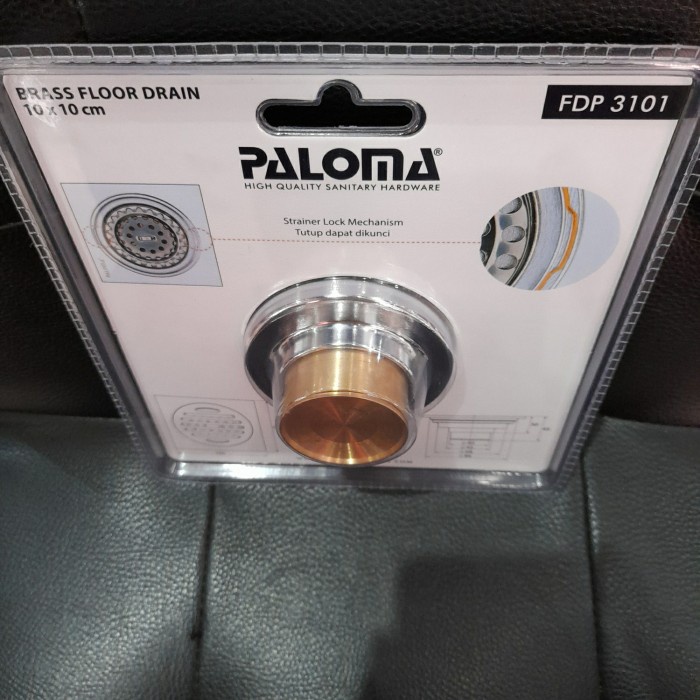 BRASS FLOOR DRAIN
10 x 10 cm
FDP 3101
PALOMA®
HIGH QUALITY SANITARY HARDWARE
Strainer Lock Mechanism
Tutup dapat dikunci